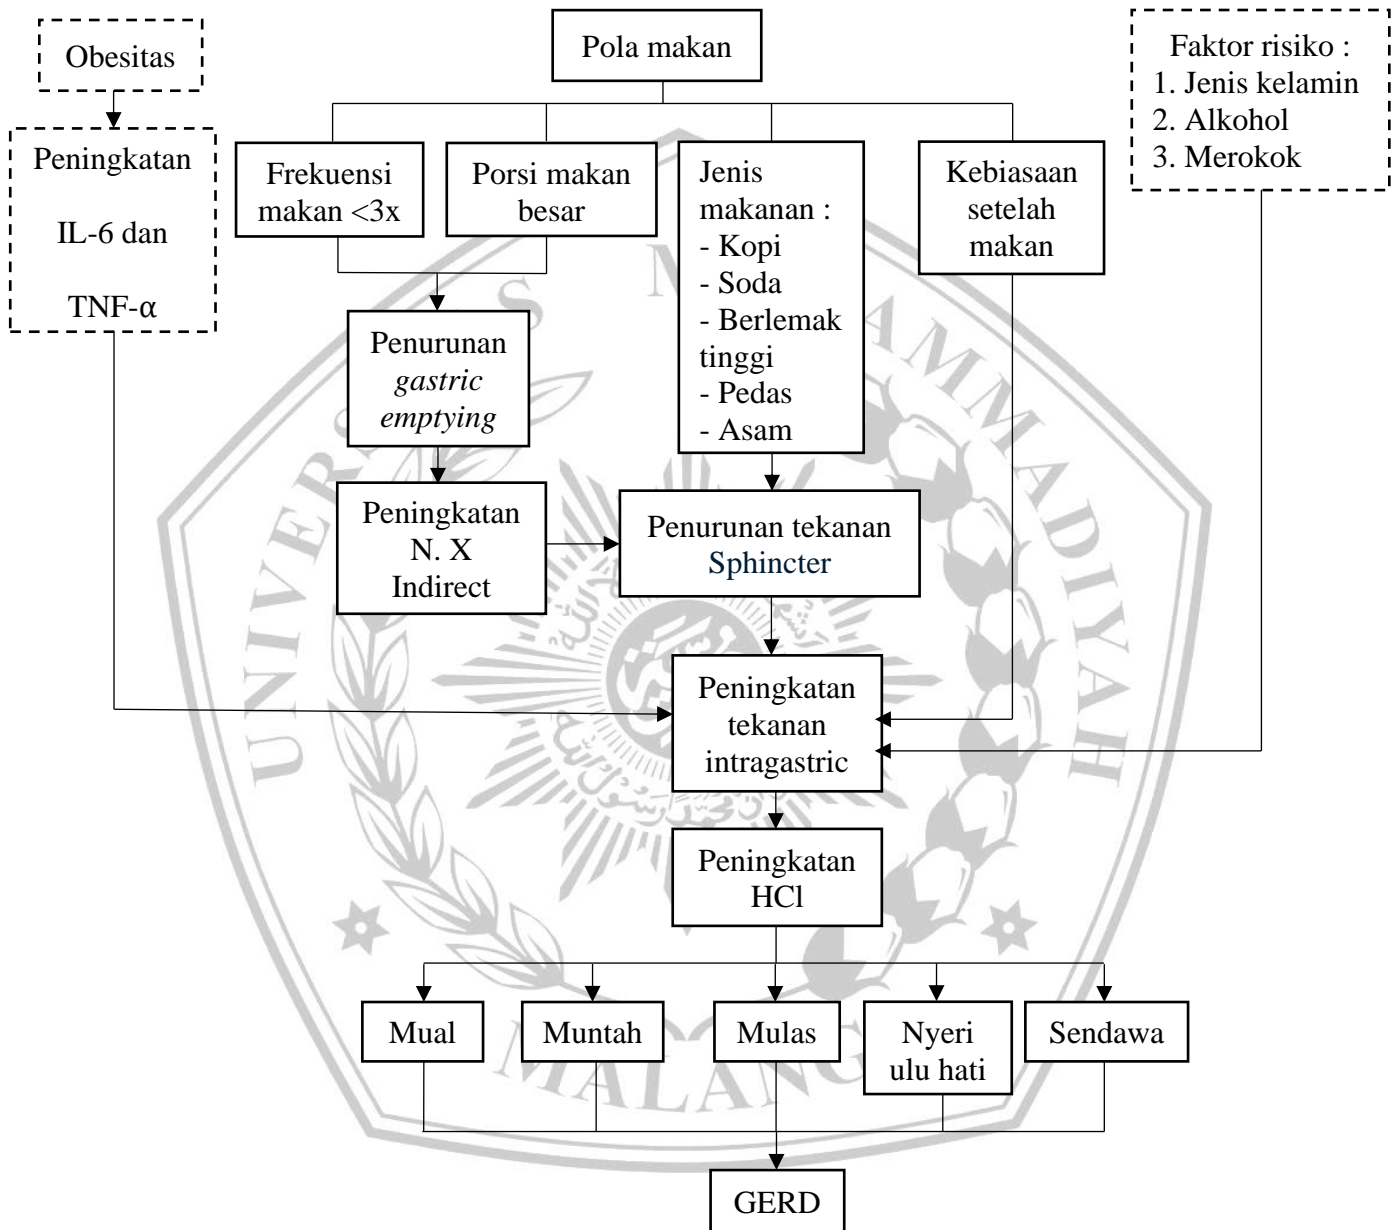 Obesitas
Pola makan
Faktor risiko :
1. Jenis kelamin
2. Alkohol
3. Merokok
Peningkatan
IL-6 dan
TNF-α
Frekuensi
makan <3x
Porsi makan
besar
Jenis
makanan :
- Kopi
- Soda
- Berlemak
tinggi
- Pedas
- Asam
Kebiasaan
setelah
makan
Penurunan
gastric
emptying
Peningkatan
N. X
Indirect
Penurunan tekanan
Sphincter
Peningkatan
tekanan
intragastric
Peningkatan
HCl
Mual
Muntah
Mulas
Nyeri
ulu hati
Sendawa
GERD
MALANG